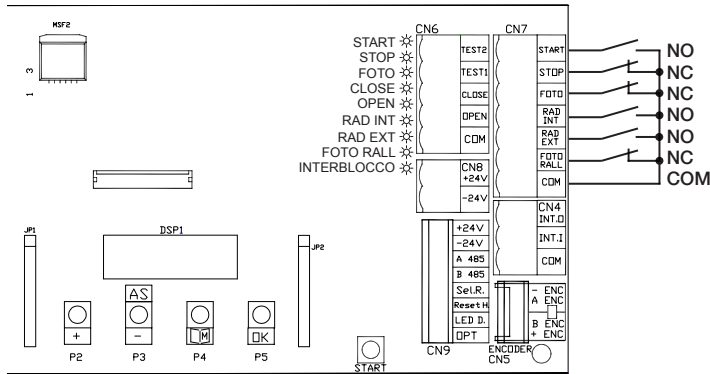 MSF2
3
1
START
STOP
FOTO
CLOSE
OPEN
RAD INT
RAD EXT
FOTO RALL
INTERBLOCCO
CN6
TEST2
TEST1
CLOSE
OPEN
COM
CN8
+24V
-24V
CN7
START
STOP
FOTO
RAD
INT
RAD
EXT
FOTO
RALL
COM
NO
NC
NC
NO
NO
NC
COM
CN4
INT.O
INT.I
COM
+24V
-24V
A 485
B 485
Sel.R.
Reset H.
LED D.
OPT
CN9
- ENC
A ENC
B ENC
+ ENC
ENCODER
CN5
JP1
DSP1
JP2
+
P2
AS
-
P3
M
P4
OK
P5
START